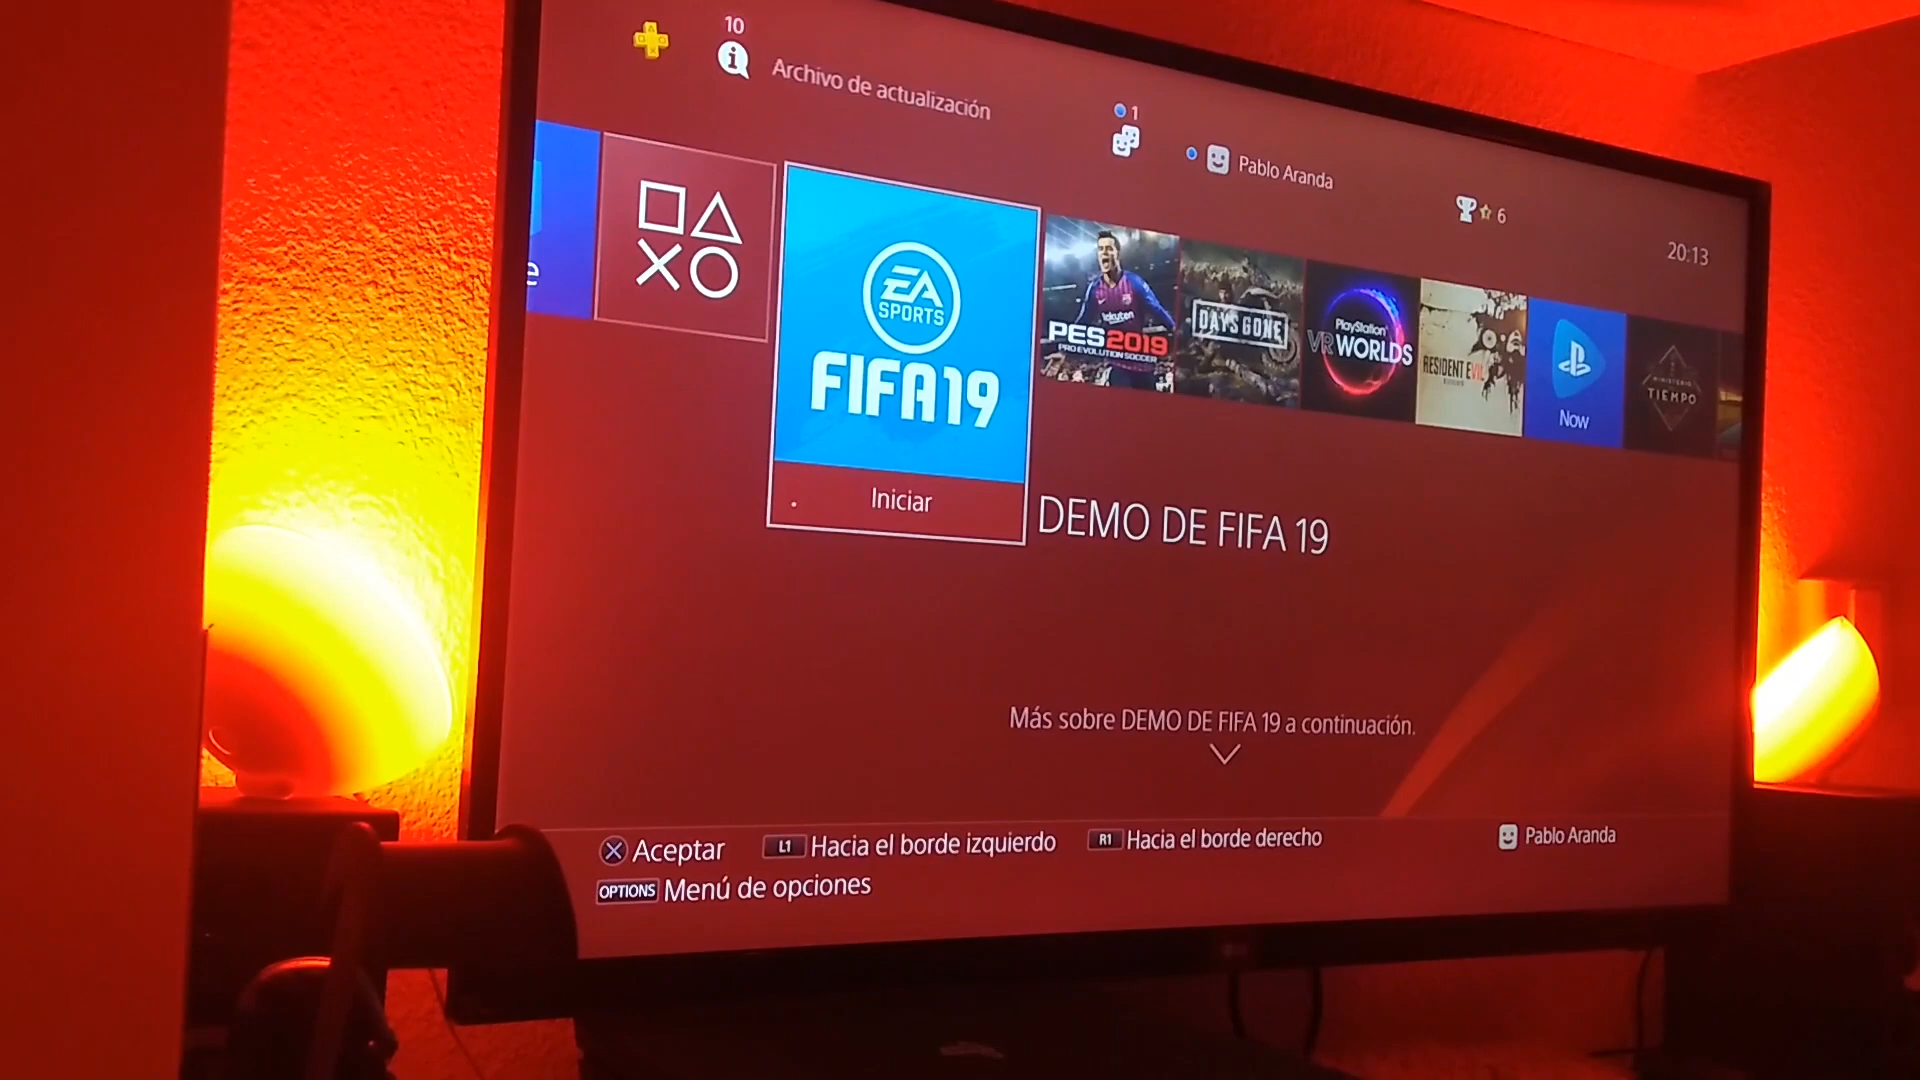 10
Archivo de actualización
1
Pablo Aranda
6
20:13
e
EA
SPORTS
FIFA19
Iniciar
DEMO DE FIFA 19
Rakuten
PES2019
PRO EVOLUTION SOCCER
DAYS GONE
PlayStation
VR WORLDS
RESIDENT EVIL
Now
MINISTERIO
TIEMPO
Más sobre DEMO DE FIFA 19 a continuación.
Aceptar
L1 Hacia el borde izquierdo
R1 Hacia el borde derecho
Pablo Aranda
OPTIONS Menú de opciones